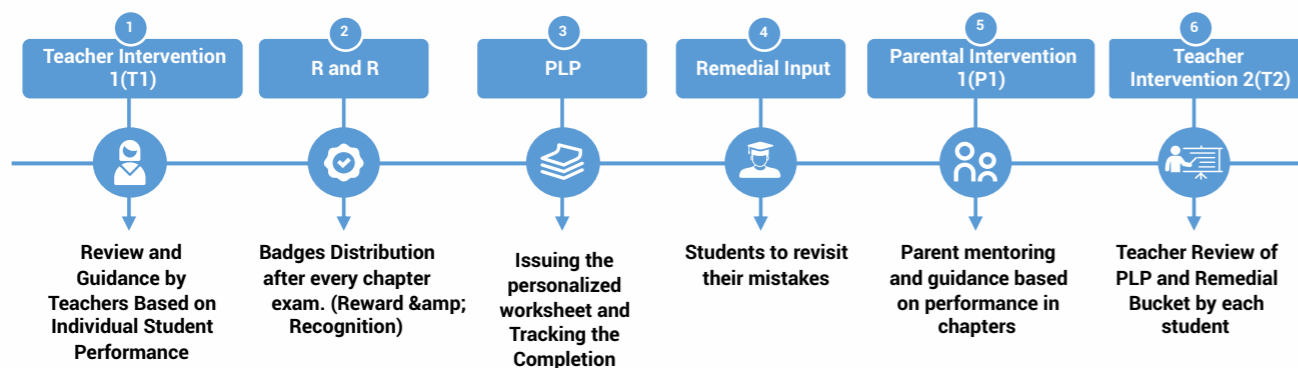 1
Teacher Intervention
1(T1)
Review and
Guidance by
Teachers Based on
Individual Student
Performance
2
R and R
Badges Distribution
after every chapter
exam. (Reward &amp;
Recognition)
3
PLP
Issuing the
personalized
worksheet and
Tracking the
Completion
4
Remedial Input
Students to revisit
their mistakes
5
Parental Intervention
1(P1)
Parent mentoring
and guidance based
on performance in
chapters
6
Teacher
Intervention 2(T2)
Teacher Review of
PLP and Remedial
Bucket by each
student